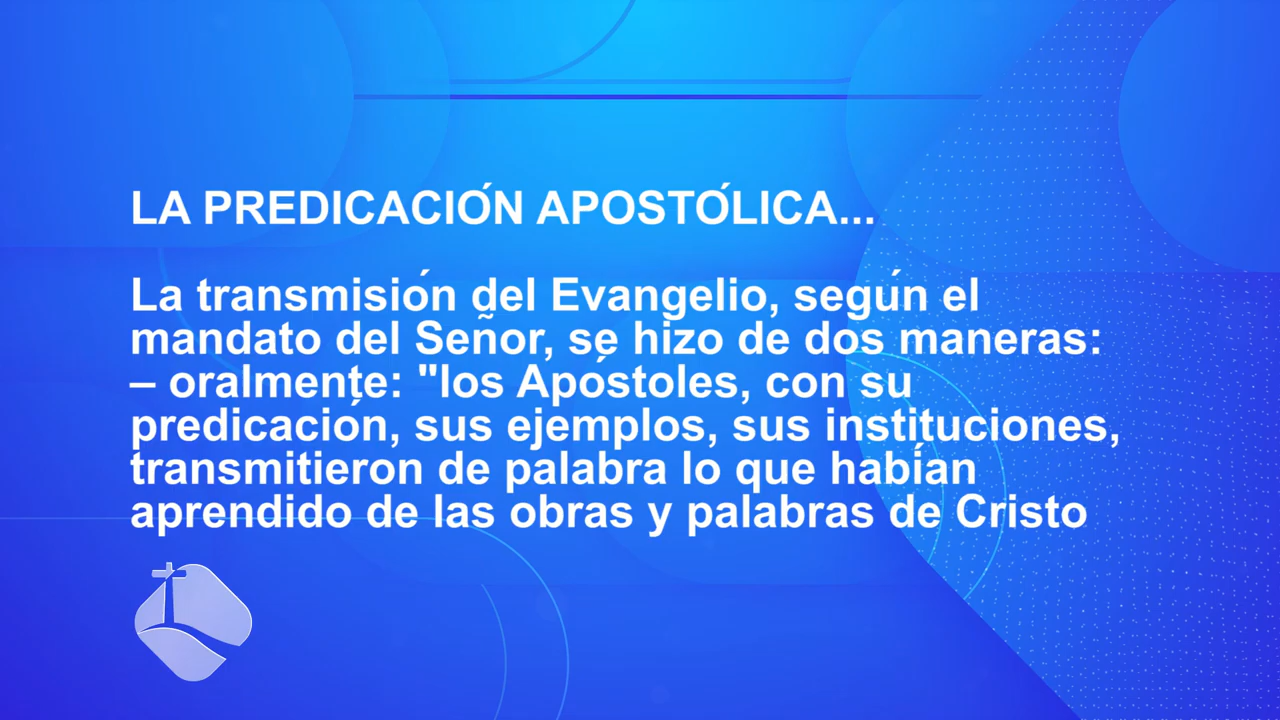 LA PREDICACIÓN APOSTÓLICA...
La transmisión del Evangelio, según el
mandato del Señor, se hizo de dos maneras:
– oralmente: "los Apóstoles, con su
predicación, sus ejemplos, sus instituciones,
transmitieron de palabra lo que habían
aprendido de las obras y palabras de Cristo